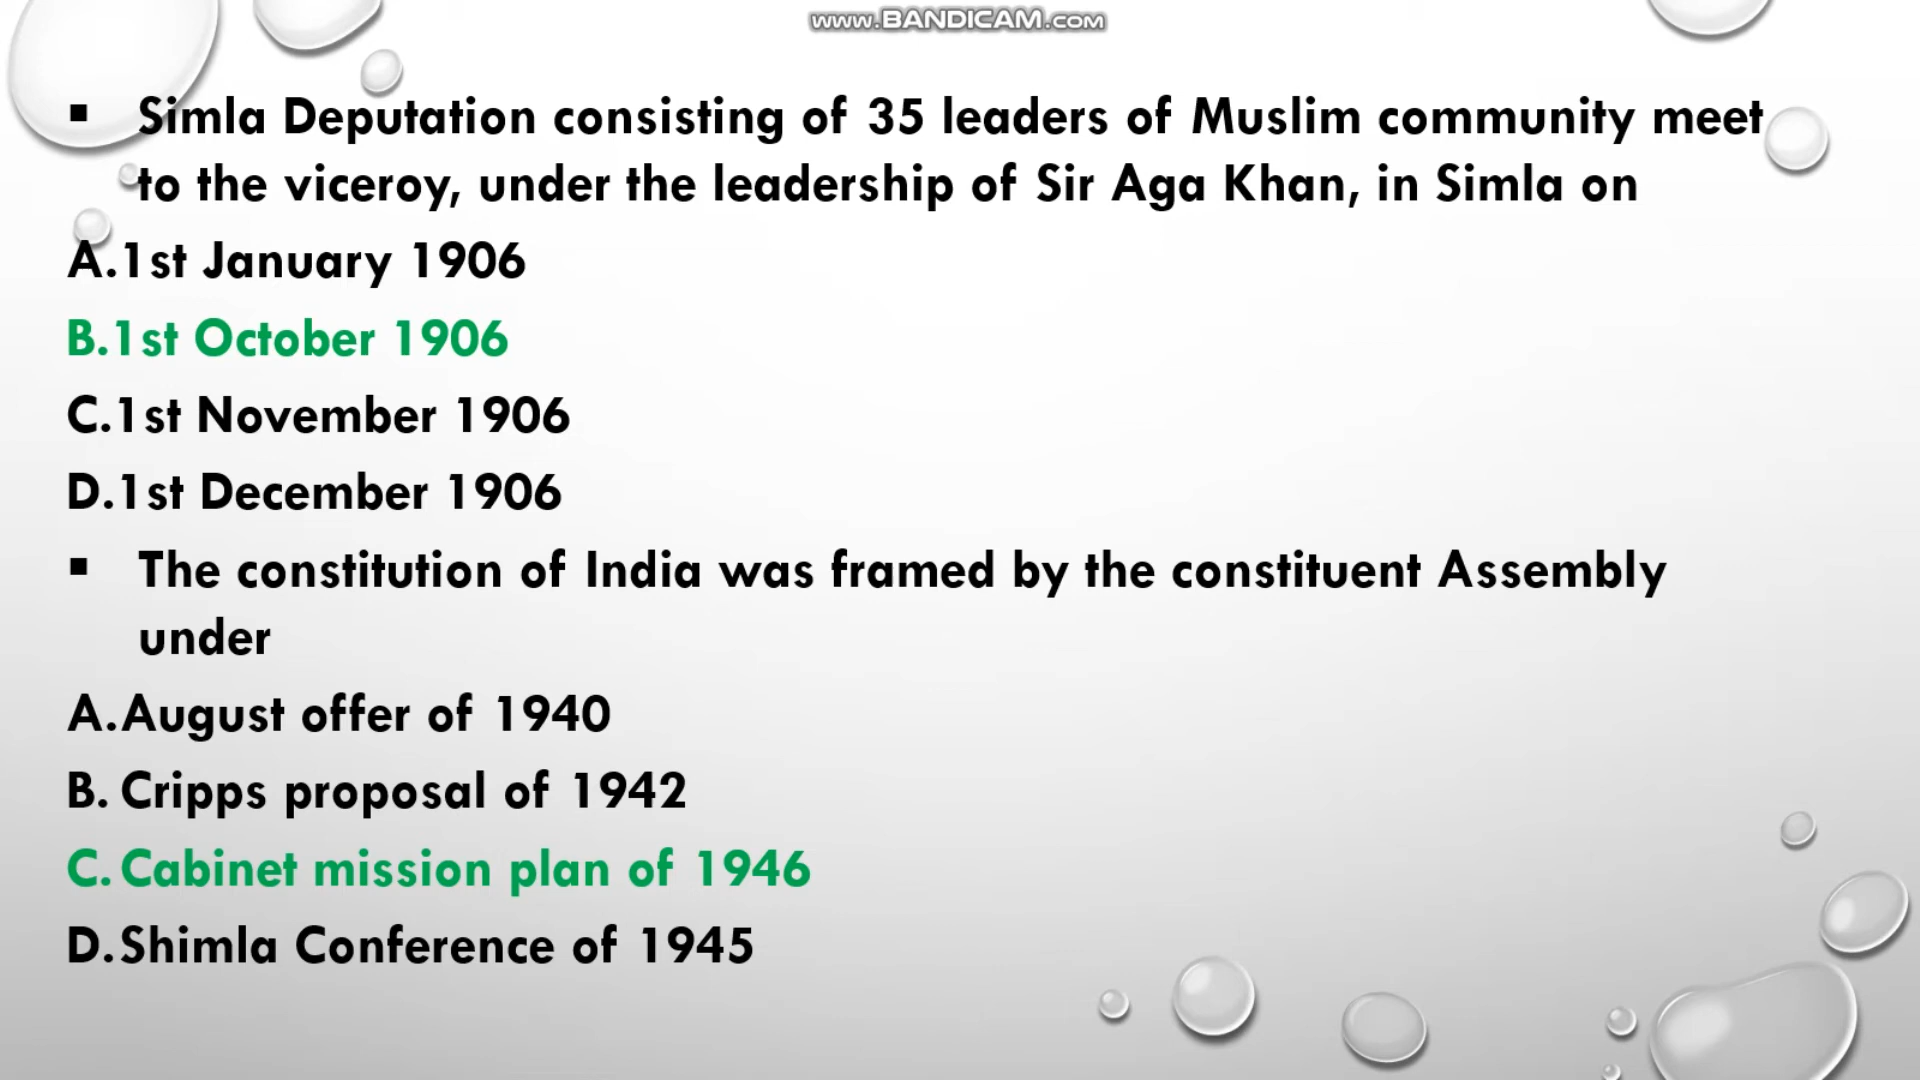 www.BANDICAM.com
▪ Simla Deputation consisting of 35 leaders of Muslim community meet
to the viceroy, under the leadership of Sir Aga Khan, in Simla on
A.1st January 1906
B.1st October 1906
C.1st November 1906
D.1st December 1906
▪ The constitution of India was framed by the constituent Assembly
under
A.August offer of 1940
B. Cripps proposal of 1942
C. Cabinet mission plan of 1946
D.Shimla Conference of 1945